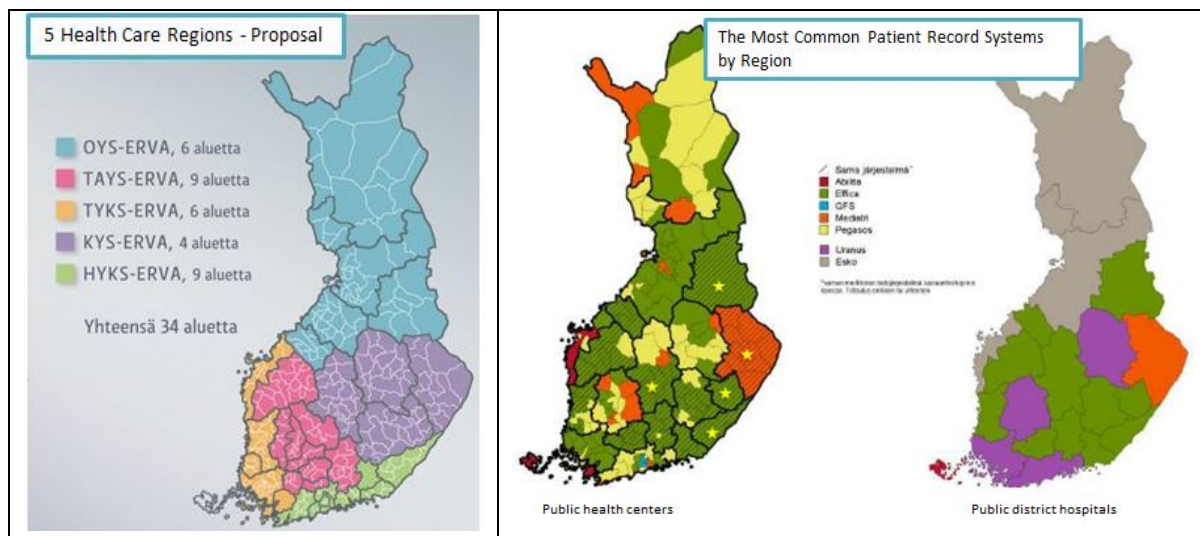 5 Health Care Regions - Proposal
OYS-ERVA, 6 aluetta
TAYS-ERVA, 9 aluetta
TYKS-ERVA, 6 aluetta
KYS-ERVA, 4 aluetta
HYKS-ERVA, 9 aluetta
Yhteensä 34 aluetta
The Most Common Patient Record Systems
by Region
Sama järjestelmä*
Abilita
Effica
GFS
Mediatri
Pegasos
Uranus
Esko
Public health centers
Public district hospitals